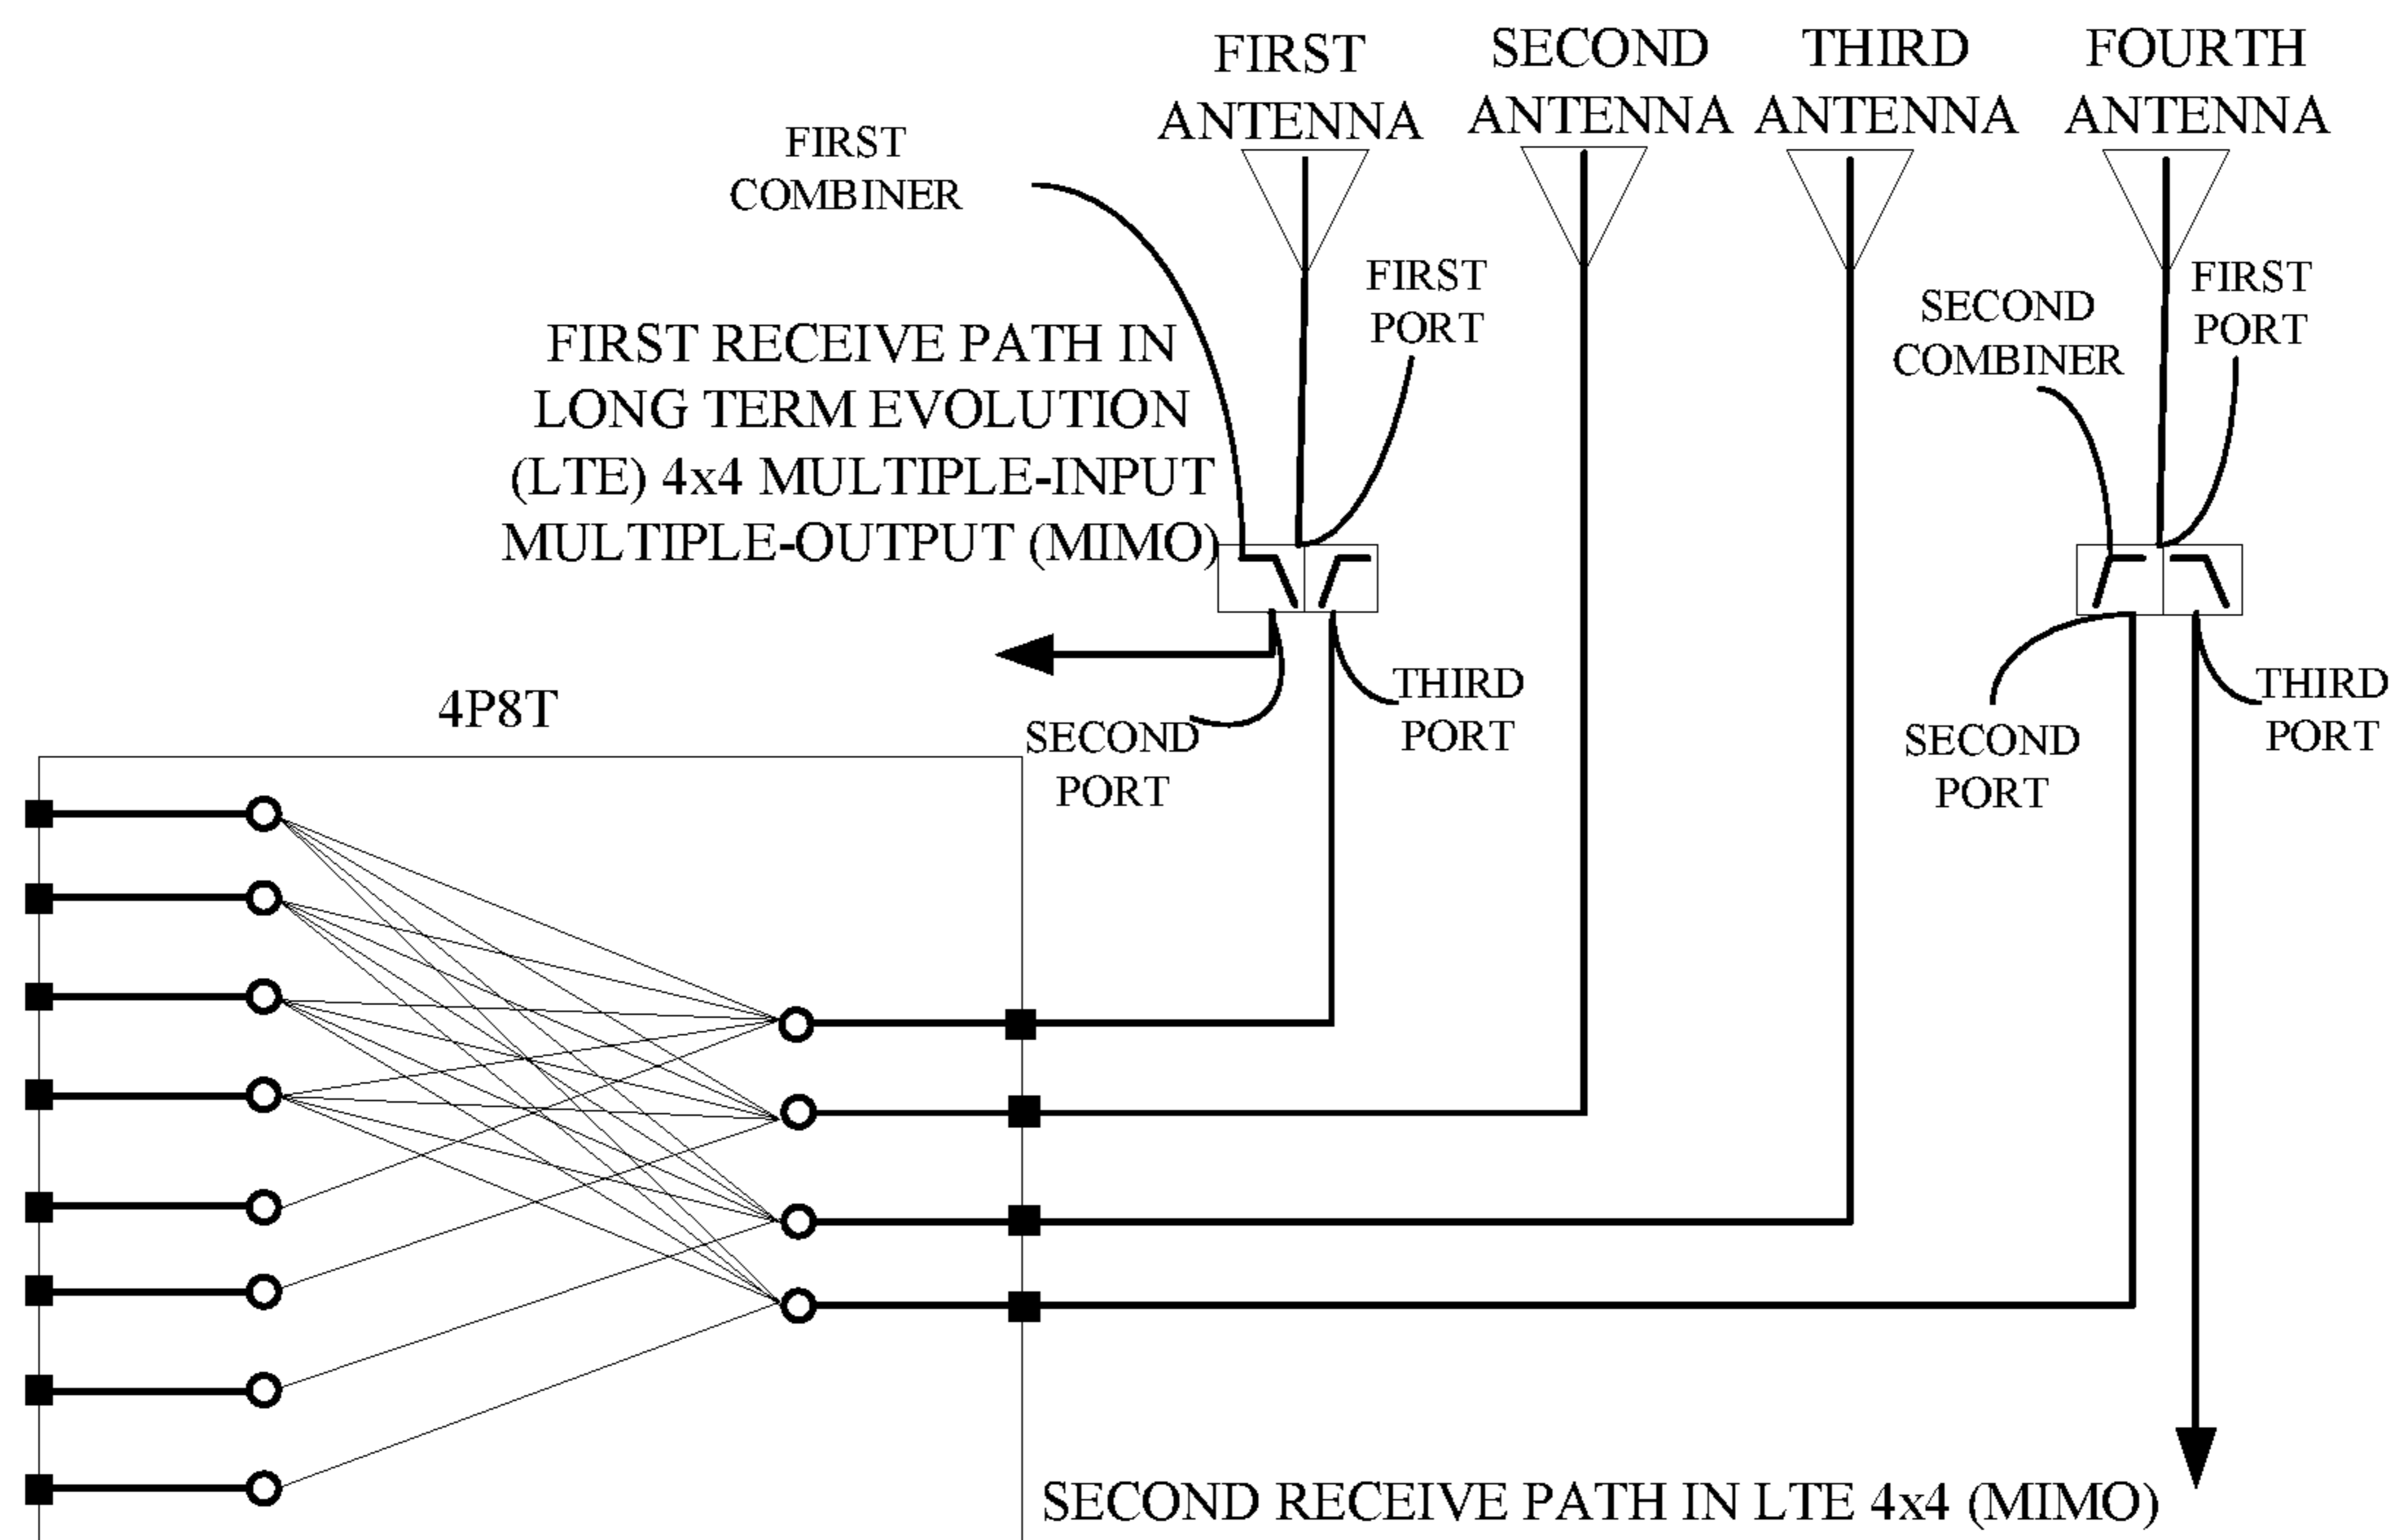 FIRST
ANTENNA
SECOND
ANTENNA
THIRD
ANTENNA
FOURTH
ANTENNA
FIRST
COMBINER
FIRST
PORT
SECOND
COMBINER
FIRST
PORT
FIRST RECEIVE PATH IN
LONG TERM EVOLUTION
(LTE) 4x4 MULTIPLE-INPUT
MULTIPLE-OUTPUT (MIMO)
SECOND
PORT
THIRD
PORT
SECOND
PORT
THIRD
PORT
4P8T
SECOND RECEIVE PATH IN LTE 4x4 (MIMO)